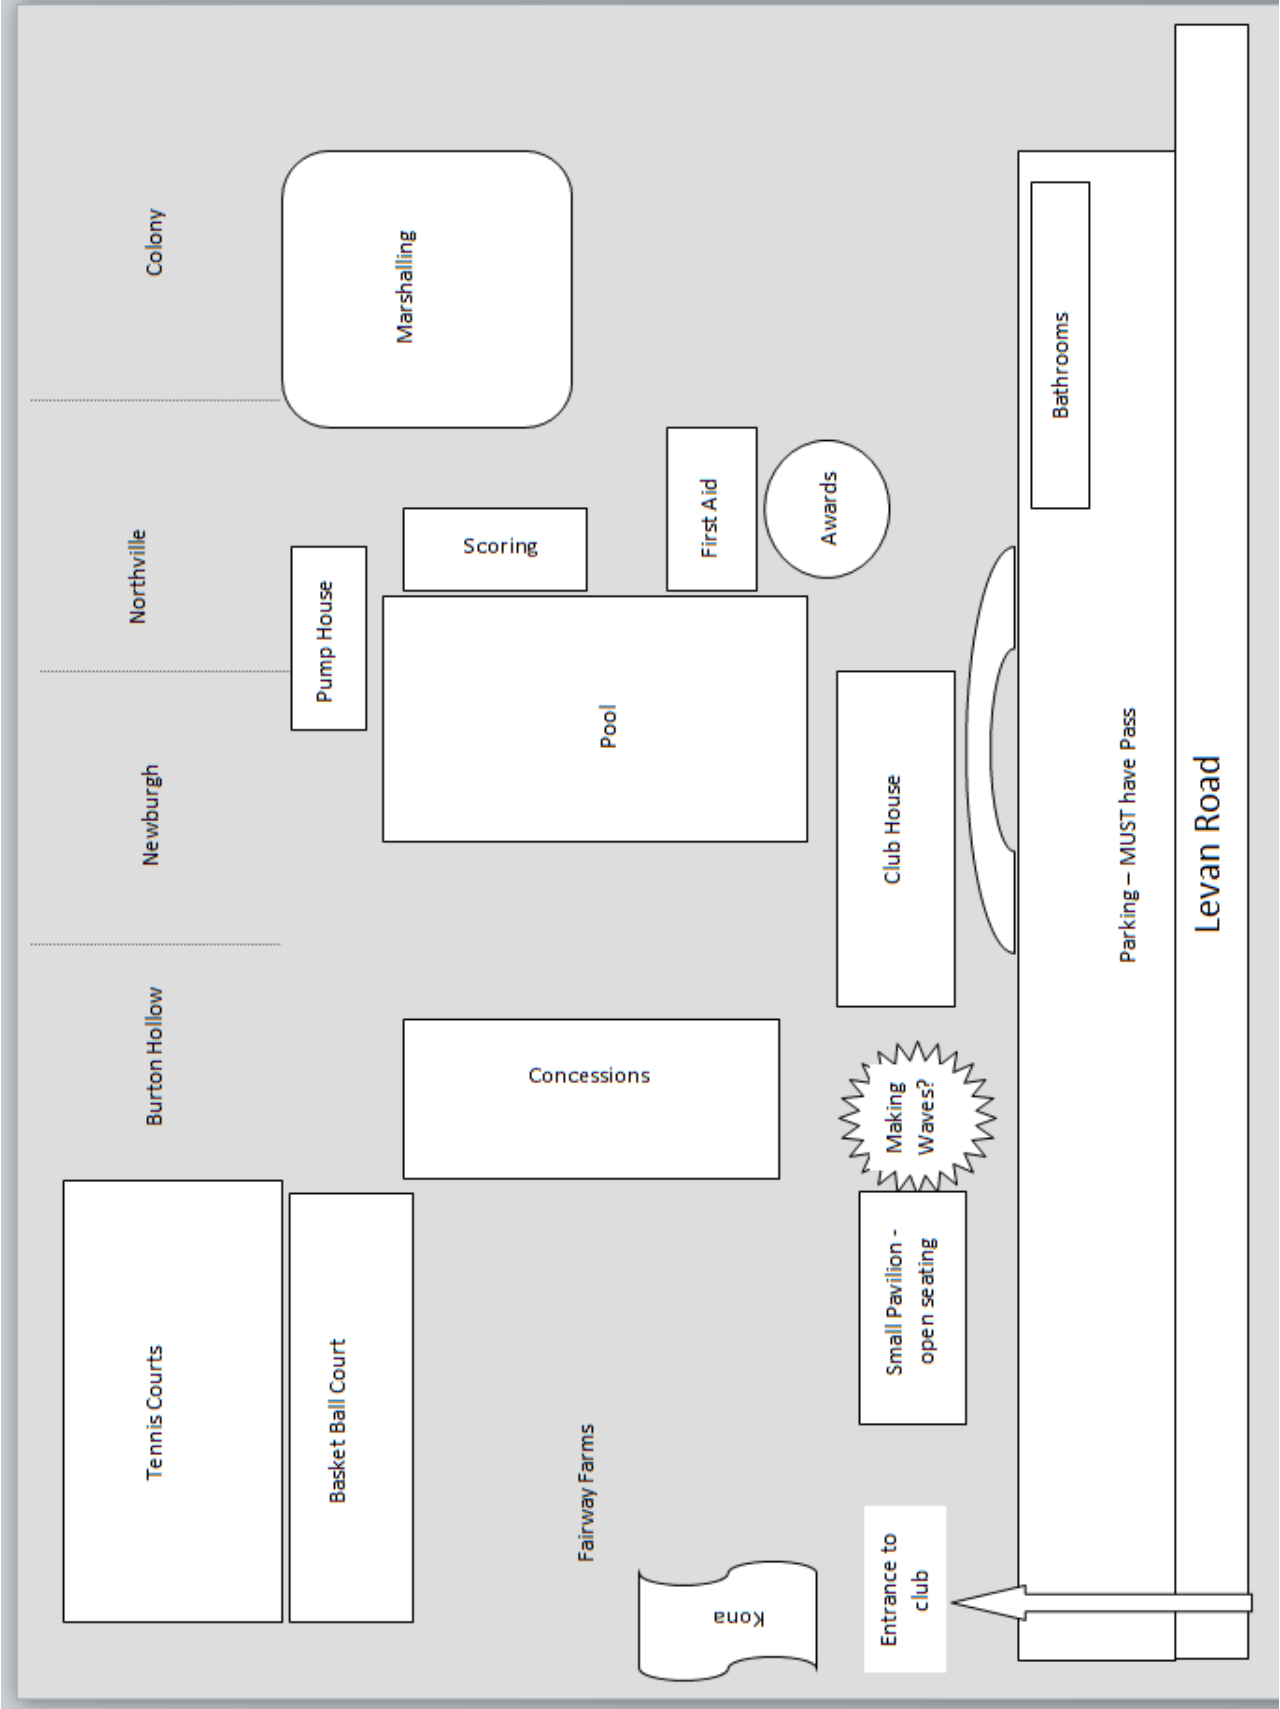 Colony
Marshalling
Northville
Scoring
Pump House
First Aid
Awards
Bathrooms
Newburgh
Pool
Club House
Parking – MUST have Pass
Levan Road
Burton Hollow
Concessions
Making
Waves?
Small Pavilion -
open seating
Tennis Courts
Basket Ball Court
Fairway Farms
Kona
Entrance to
club